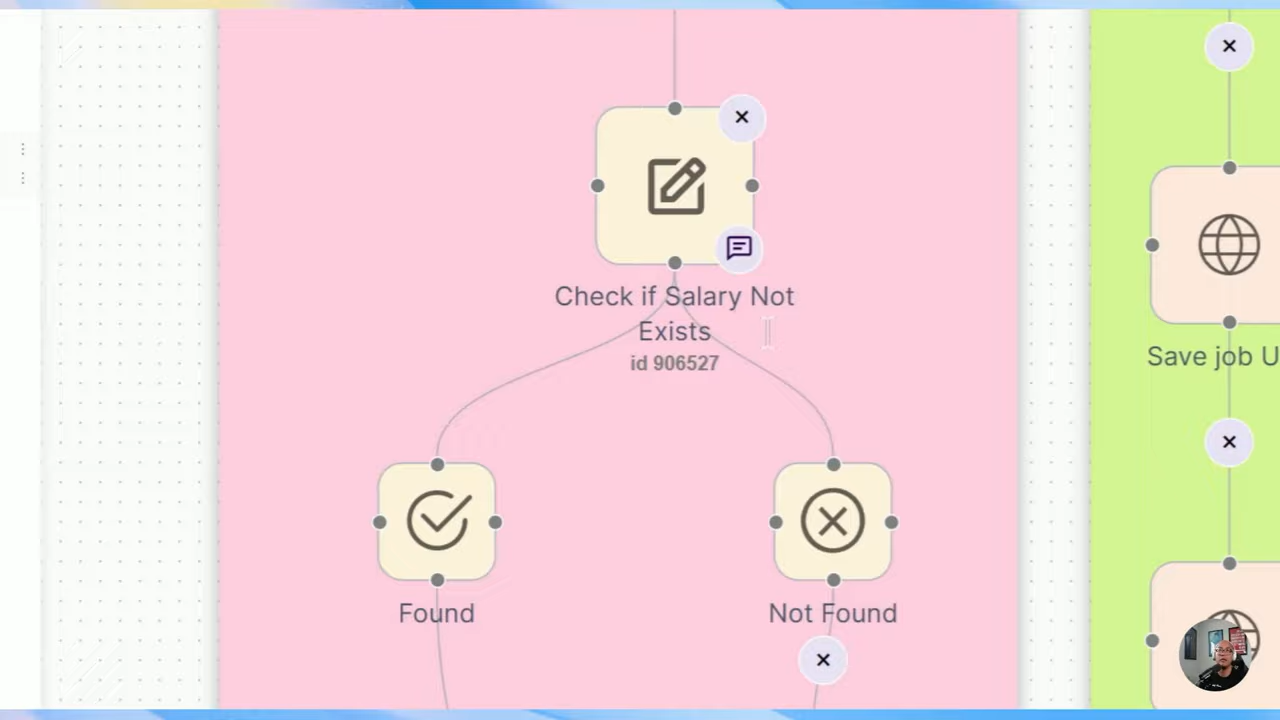 Check if Salary Not
Exists
id 906527
Save job U
Found
Not Found